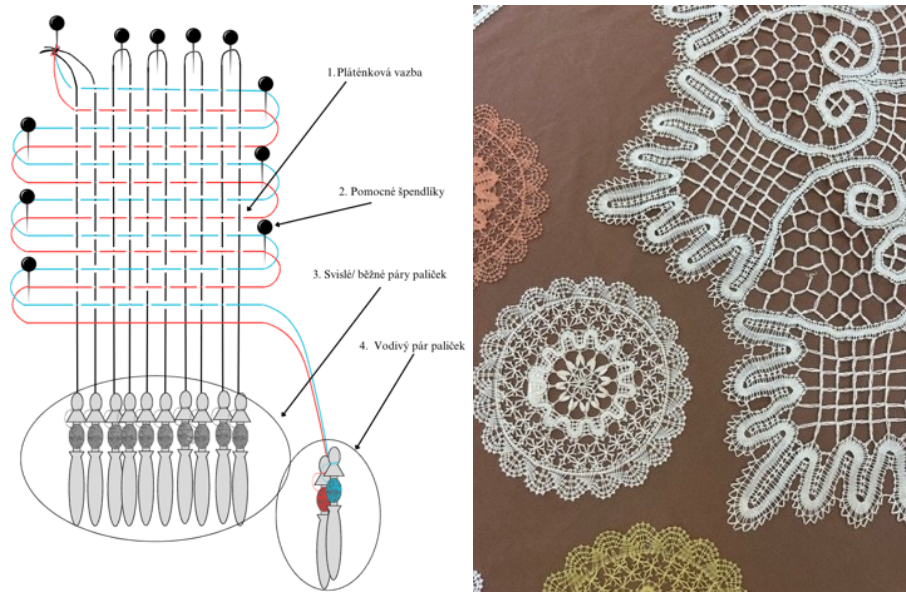 1. Pláténková vazba
2. Pomocné špendlíky
3. Svislé/ běžné páry paliček
4. Vodivý pár paliček